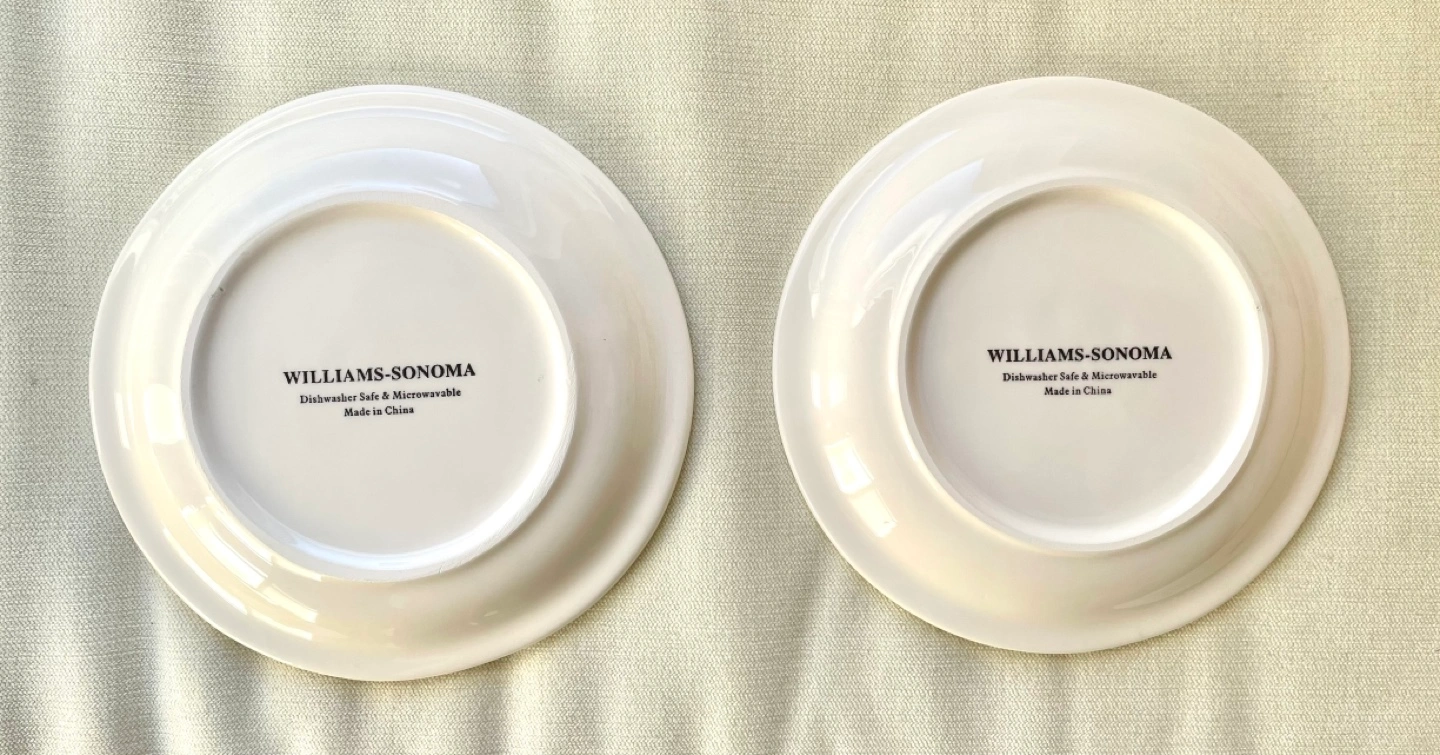 WILLIAMS-SONOMA
Dishwasher Safe & Microwavable
Made in China
WILLIAMS-SONOMA
Dishwasher Safe & Microwavable
Made in China